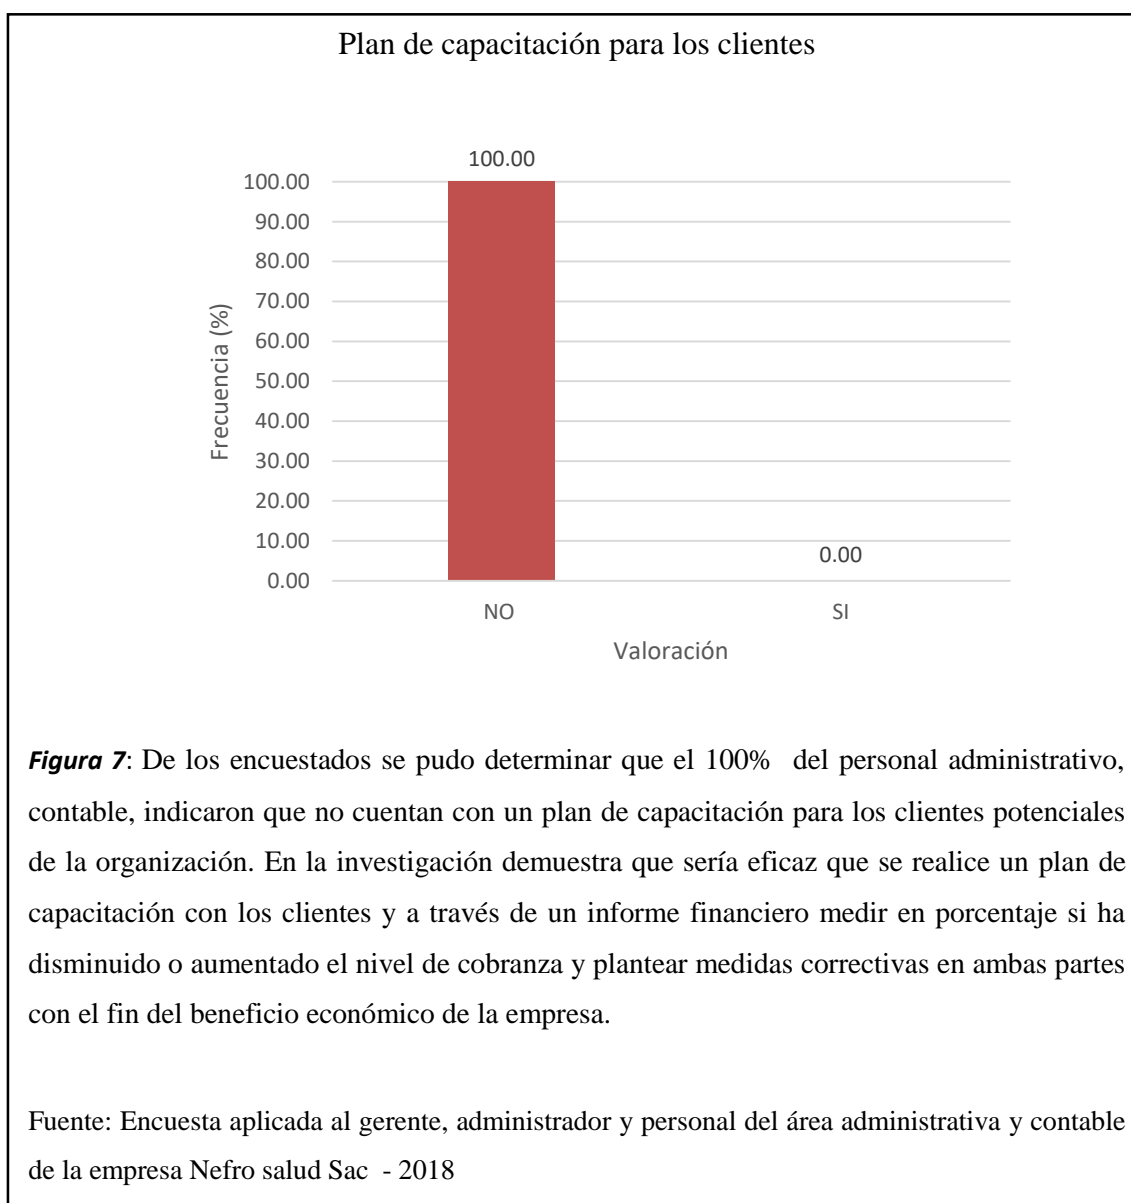 Plan de capacitación para los clientes
100.00
100.00
90.00
80.00
70.00
60.00
50.00
40.00
30.00
20.00
10.00
0.00
0.00
Frecuencia (%)
NO
SI
Valoración
Figura 7: De los encuestados se pudo determinar que el 100% del personal administrativo,
contable, indicaron que no cuentan con un plan de capacitación para los clientes potenciales
de la organización. En la investigación demuestra que sería eficaz que se realice un plan de
capacitación con los clientes y a través de un informe financiero medir en porcentaje si ha
disminuido o aumentado el nivel de cobranza y plantear medidas correctivas en ambas partes
con el fin del beneficio económico de la empresa.
Fuente: Encuesta aplicada al gerente, administrador y personal del área administrativa y contable
de la empresa Nefro salud Sac - 2018